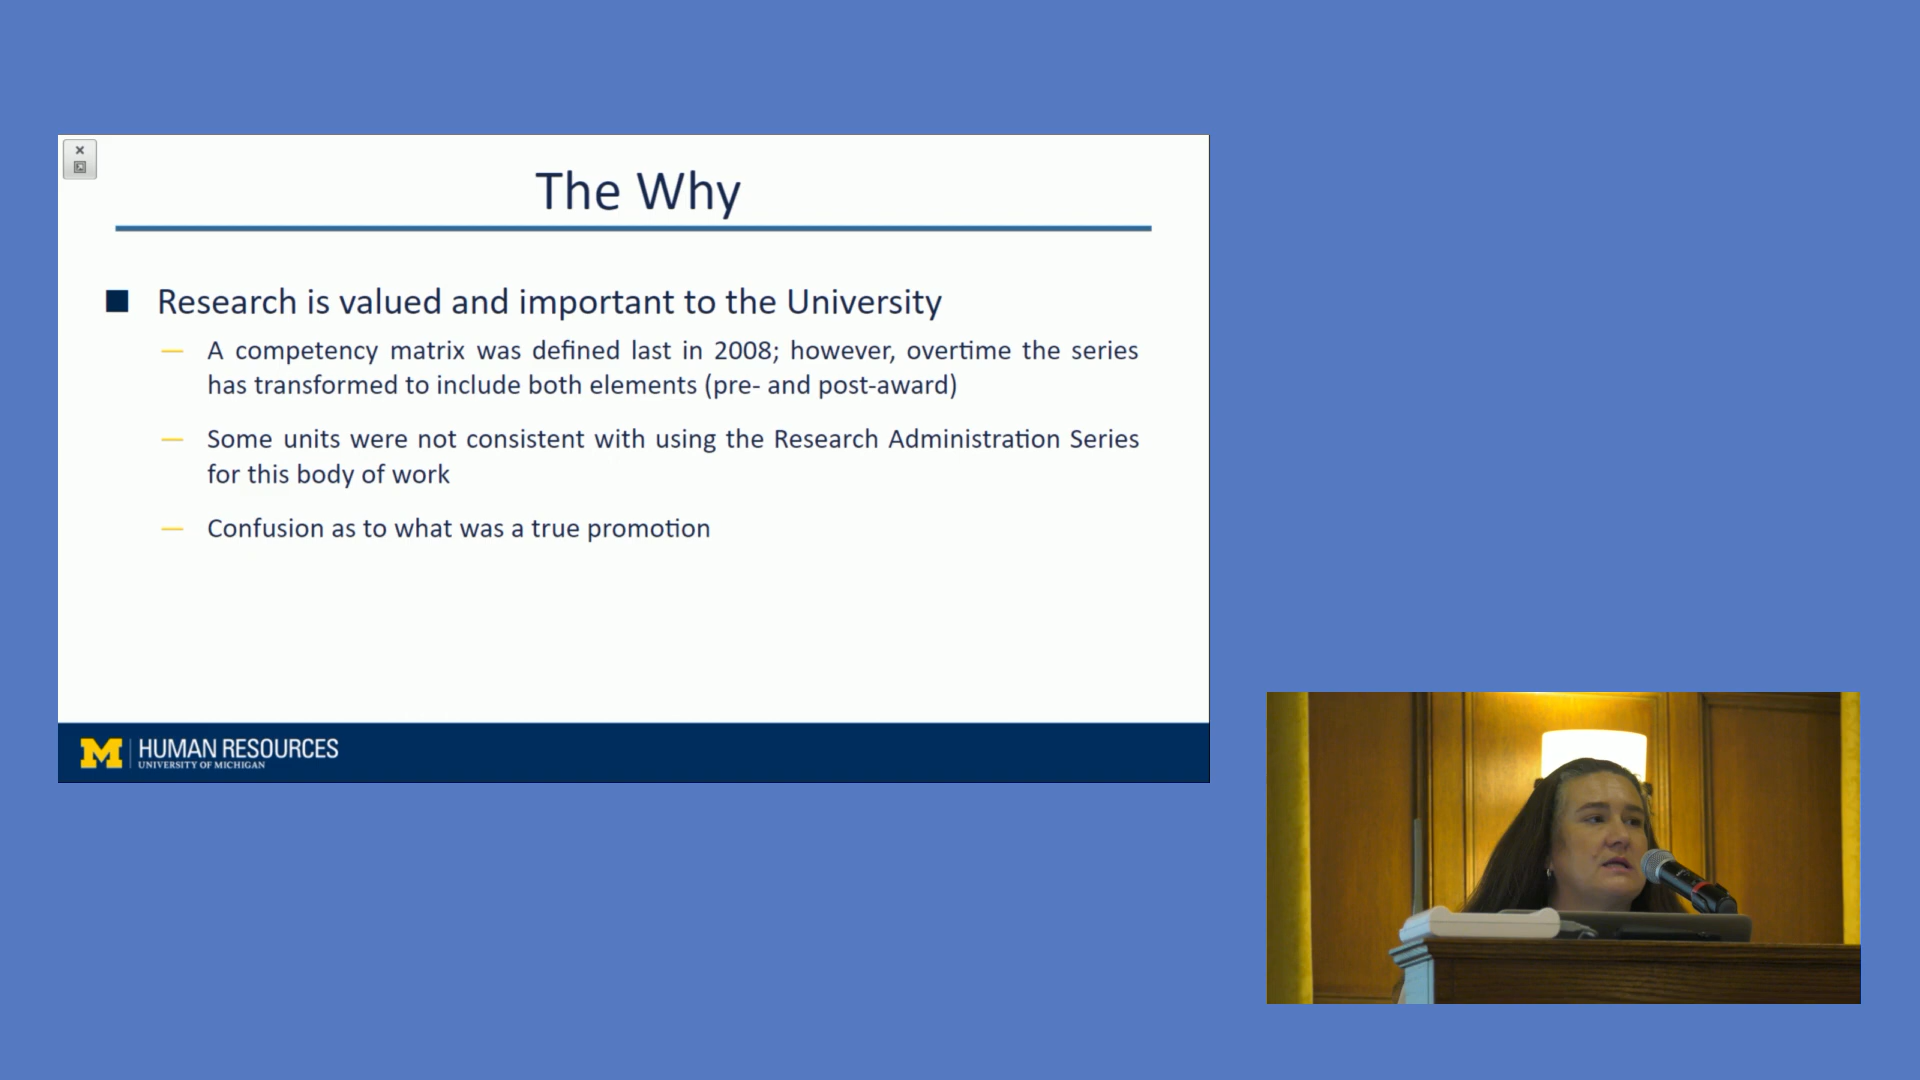 The Why
Research is valued and important to the University
— A competency matrix was defined last in 2008; however, overtime the series
has transformed to include both elements (pre- and post-award)
— Some units were not consistent with using the Research Administration Series
for this body of work
— Confusion as to what was a true promotion
M HUMAN RESOURCES
UNIVERSITY OF MICHIGAN